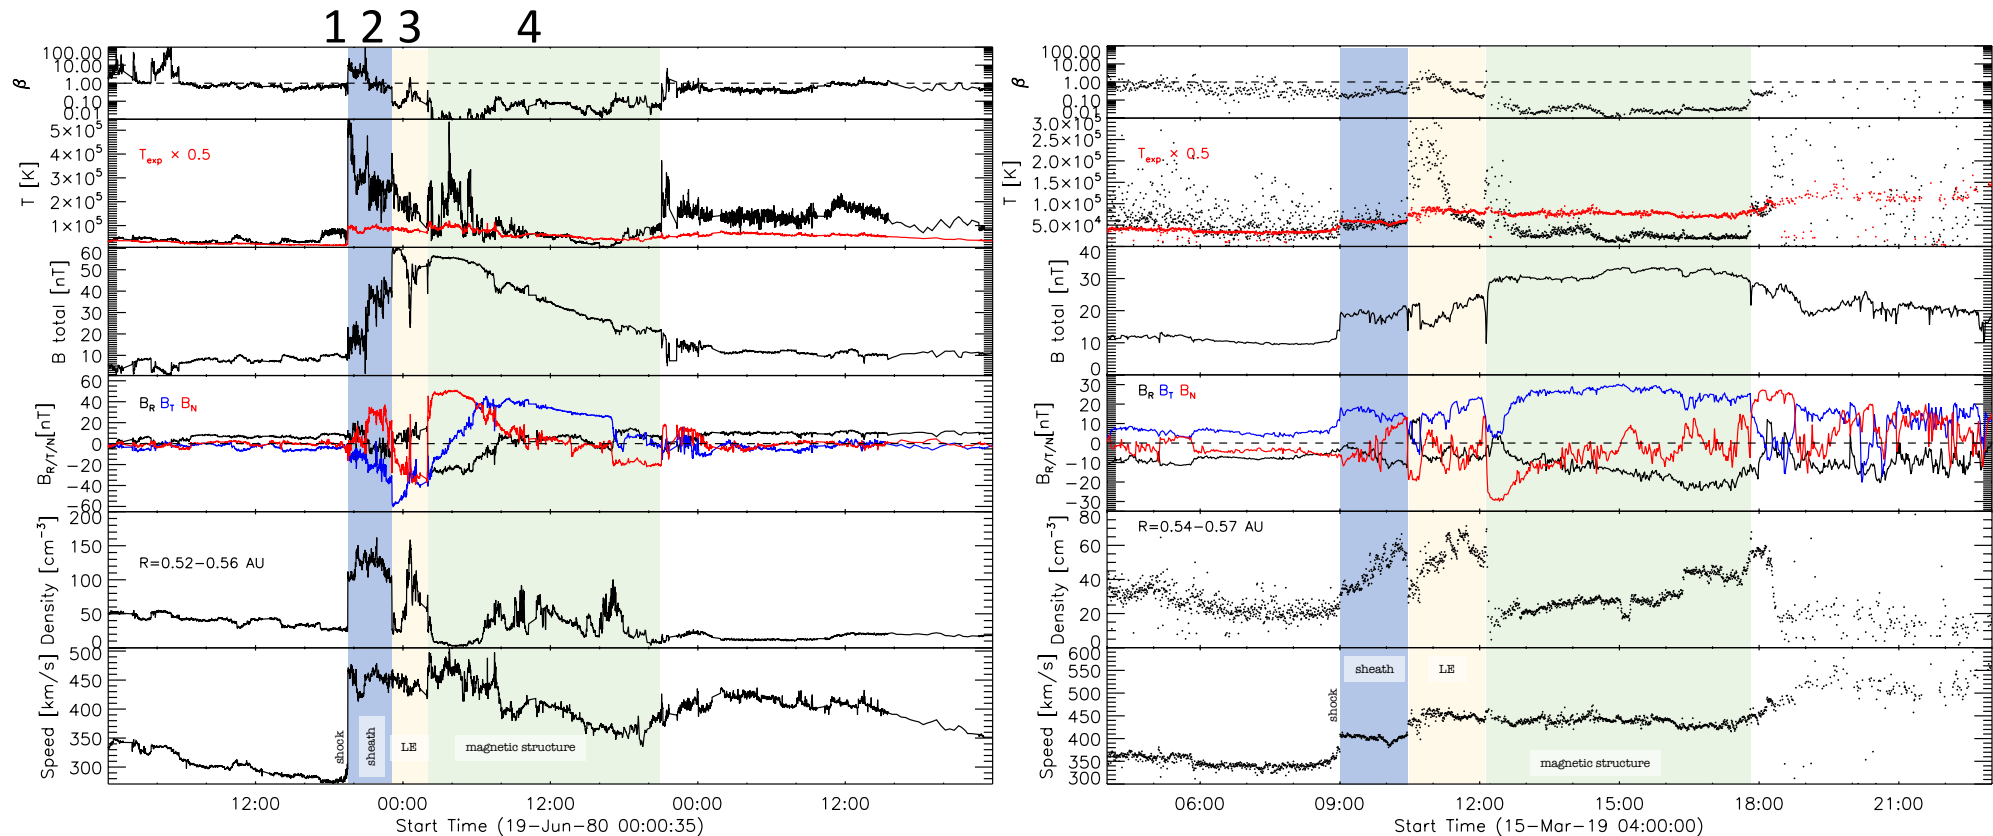 1 2 3 4
β
100.00
10.00
1.00
0.10
0.01
T [K]
5×10⁵
4×10⁵
3×10⁵
2×10⁵
1×10⁵
T_exp × 0.5
B total [nT]
60
50
40
30
20
10
B_R/T/N [nT]
60
40
20
0
−20
−40
−60
B_R B_T B_N
Density [cm⁻³]
200
150
100
50
0
R=0.52−0.56 AU
Speed [km/s]
500
450
400
350
300
shock
sheath
LE
magnetic structure
12:00 00:00 12:00 00:00 12:00
Start Time (19−Jun−80 00:00:35)
β
100.00
10.00
1.00
0.10
0.01
T [K]
3.0×10⁵
2.5×10⁵
2.0×10⁵
1.5×10⁵
1.0×10⁵
5.0×10⁴
T_exp × 0.5
B total [nT]
40
30
20
10
0
B_R/T/N [nT]
30
20
10
0
−10
−20
−30
B_R B_T B_N
Density [cm⁻³]
80
60
40
20
0
R=0.54−0.57 AU
Speed [km/s]
600
550
500
450
400
350
300
shock
sheath
LE
magnetic structure
06:00 09:00 12:00 15:00 18:00 21:00
Start Time (15−Mar−19 04:00:00)